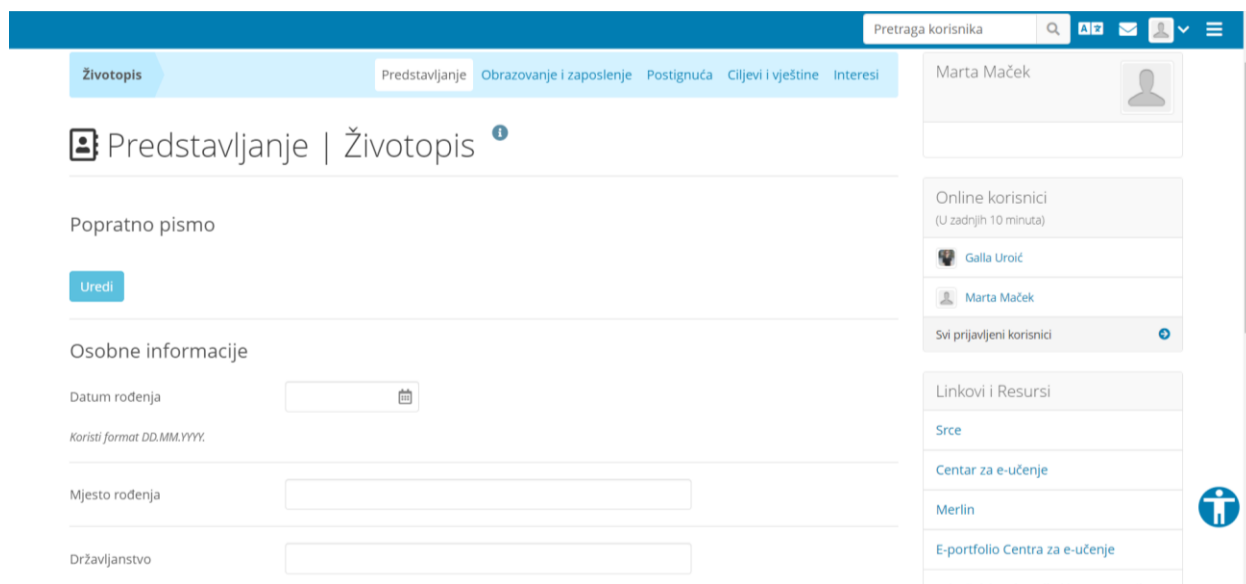 Pretraga korisnika
Životopis
Predstavljanje Obrazovanje i zaposlenje Postignuća Ciljevi i vještine Interesi
Predstavljanje | Životopis
Popratno pismo
Uredi
Osobne informacije
Datum rođenja
Koristi format DD.MM.YYYY.
Mjesto rođenja
Državljanstvo
Marta Maček
Online korisnici
(U zadnjih 10 minuta)
Galla Uroić
Marta Maček
Svi prijavljeni korisnici
Linkovi i Resursi
Srce
Centar za e-učenje
Merlin
E-portfolio Centra za e-učenje